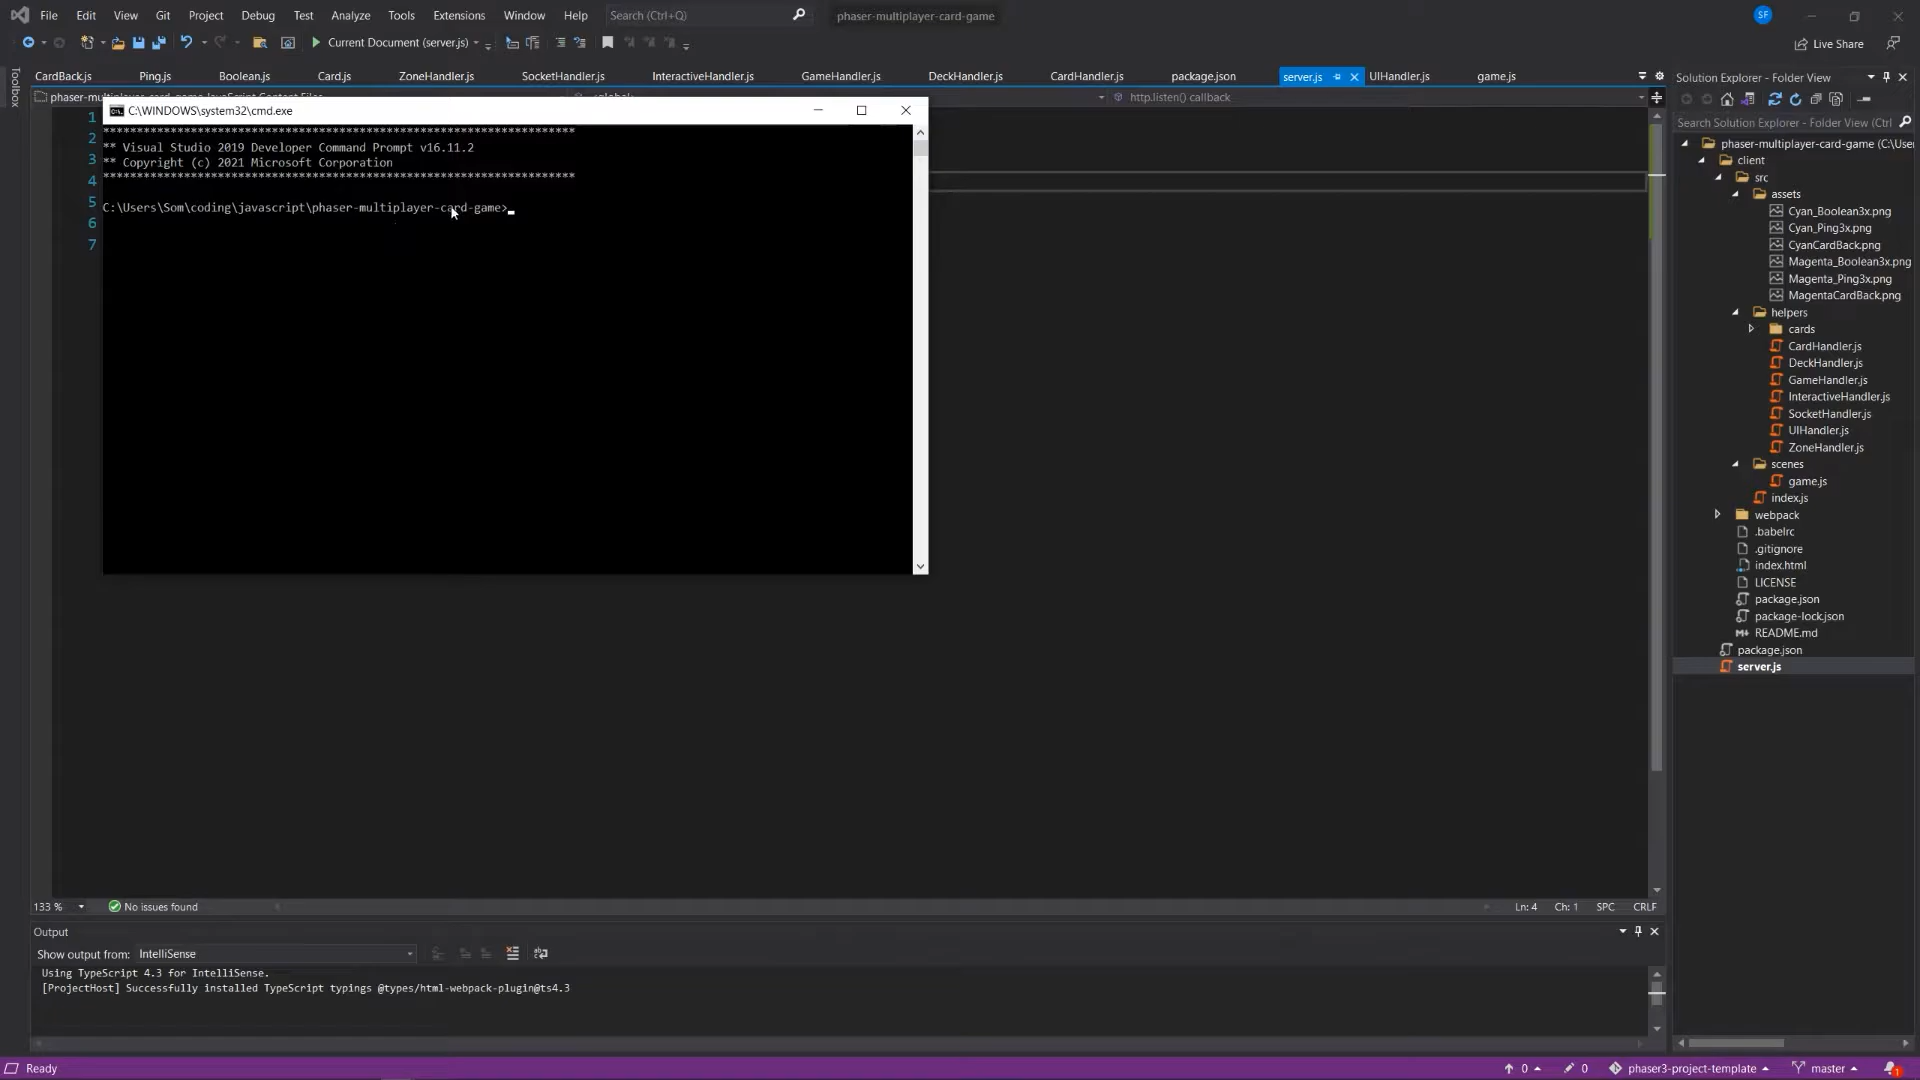 File Edit View Git Project Debug Test Analyze Tools Extensions Window Help Search (Ctrl+Q) phaser-multiplayer-card-game SF
Current Document (server.js) Live Share
Toolbox
CardBack.js Ping.js Boolean.js Card.js ZoneHandler.js SocketHandler.js InteractiveHandler.js GameHandler.js DeckHandler.js CardHandler.js package.json server.js UIHandler.js game.js
http.listen() callback
C:\WINDOWS\system32\cmd.exe
**********************************************************************
** Visual Studio 2019 Developer Command Prompt v16.11.2
** Copyright (c) 2021 Microsoft Corporation
**********************************************************************
C:\Users\Som\coding\javascript\phaser-multiplayer-card-game>
1
2
3
4
5
6
7
Solution Explorer - Folder View
Search Solution Explorer - Folder View (Ctrl
phaser-multiplayer-card-game (C:\User
client
src
assets
Cyan_Boolean3x.png
Cyan_Ping3x.png
CyanCardBack.png
Magenta_Boolean3x.png
Magenta_Ping3x.png
MagentaCardBack.png
helpers
cards
CardHandler.js
DeckHandler.js
GameHandler.js
InteractiveHandler.js
SocketHandler.js
UIHandler.js
ZoneHandler.js
scenes
game.js
index.js
webpack
.babelrc
.gitignore
index.html
LICENSE
package.json
package-lock.json
README.md
package.json
server.js
133 % No issues found Ln: 4 Ch: 1 SPC CRLF
Output
Show output from: IntelliSense
Using TypeScript 4.3 for IntelliSense.
[ProjectHost] Successfully installed TypeScript typings @types/html-webpack-plugin@ts4.3
Ready 0 0 phaser3-project-template master 1